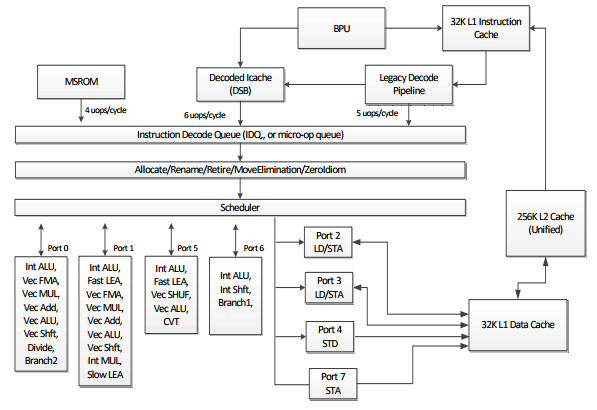 BPU
32K L1 Instruction
Cache
MSROM
Decoded Icache
(DSB)
Legacy Decode
Pipeline
4 uops/cycle
6 uops/cycle
5 uops/cycle
Instruction Decode Queue (IDQ,, or micro-op queue)
Allocate/Rename/Retire/MoveElimination/ZeroIdiom
Scheduler
256K L2 Cache
(Unified)
Port 0
Port 1
Port 5
Port 6
Int ALU,
Vec FMA,
Vec MUL,
Vec Add,
Vec ALU,
Vec Shft,
Divide,
Branch2
Int ALU,
Fast LEA,
Vec FMA,
Vec MUL,
Vec Add,
Vec ALU,
Vec Shft,
Int MUL,
Slow LEA
Int ALU,
Fast LEA,
Vec SHUF,
Vec ALU,
CVT
Int ALU,
Int Shft,
Branch1,
Port 2
LD/STA
Port 3
LD/STA
Port 4
STD
Port 7
STA
32K L1 Data Cache